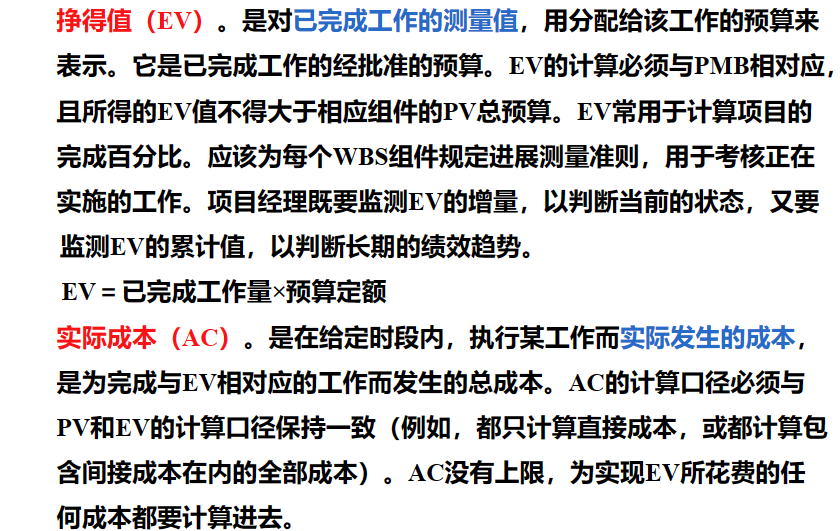 挣得值（EV）。是对已完成工作的测量值，用分配给该工作的预算来
表示。它是已完成工作的经批准的预算。EV的计算必须与PMB相对应，
且所得的EV值不得大于相应组件的PV总预算。EV常用于计算项目的
完成百分比。应该为每个WBS组件规定进展测量准则，用于考核正在
实施的工作。项目经理既要监测EV的增量，以判断当前的状态，又要
监测EV的累计值，以判断长期的绩效趋势。
EV＝已完成工作量×预算定额
实际成本（AC）。是在给定时段内，执行某工作而实际发生的成本，
是为完成与EV相对应的工作而发生的总成本。AC的计算口径必须与
PV和EV的计算口径保持一致（例如，都只计算直接成本，或都计算包
含间接成本在内的全部成本）。AC没有上限，为实现EV所花费的任
何成本都要计算进去。